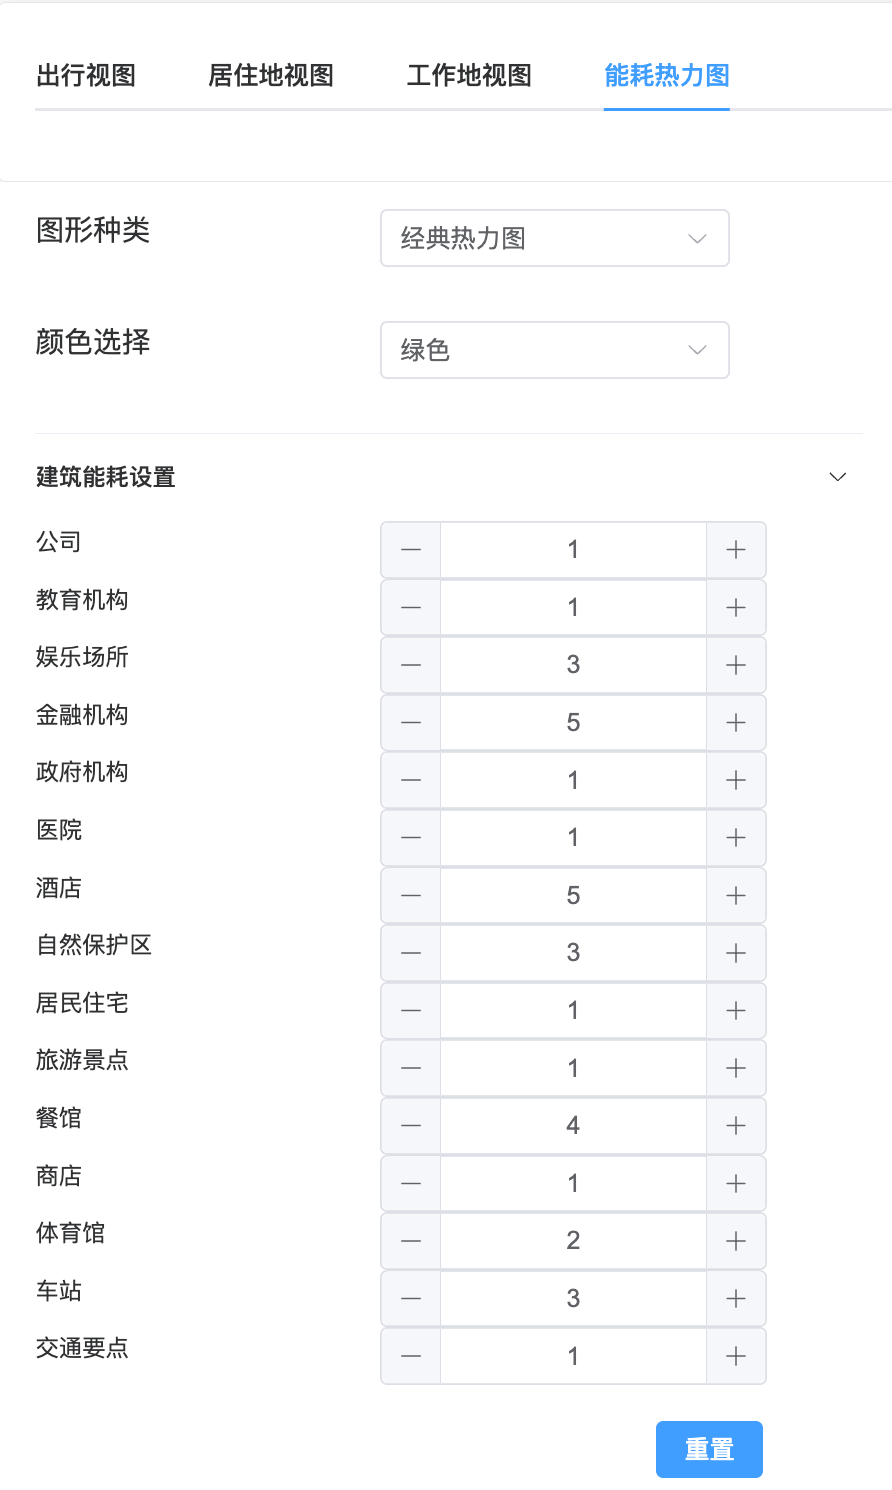 出行视图 居住地视图 工作地视图 能耗热力图
图形种类 经典热力图
颜色选择 绿色
建筑能耗设置
公司 1
教育机构 1
娱乐场所 3
金融机构 5
政府机构 1
医院 1
酒店 5
自然保护区 3
居民住宅 1
旅游景点 1
餐馆 4
商店 1
体育馆 2
车站 3
交通要点 1
重置